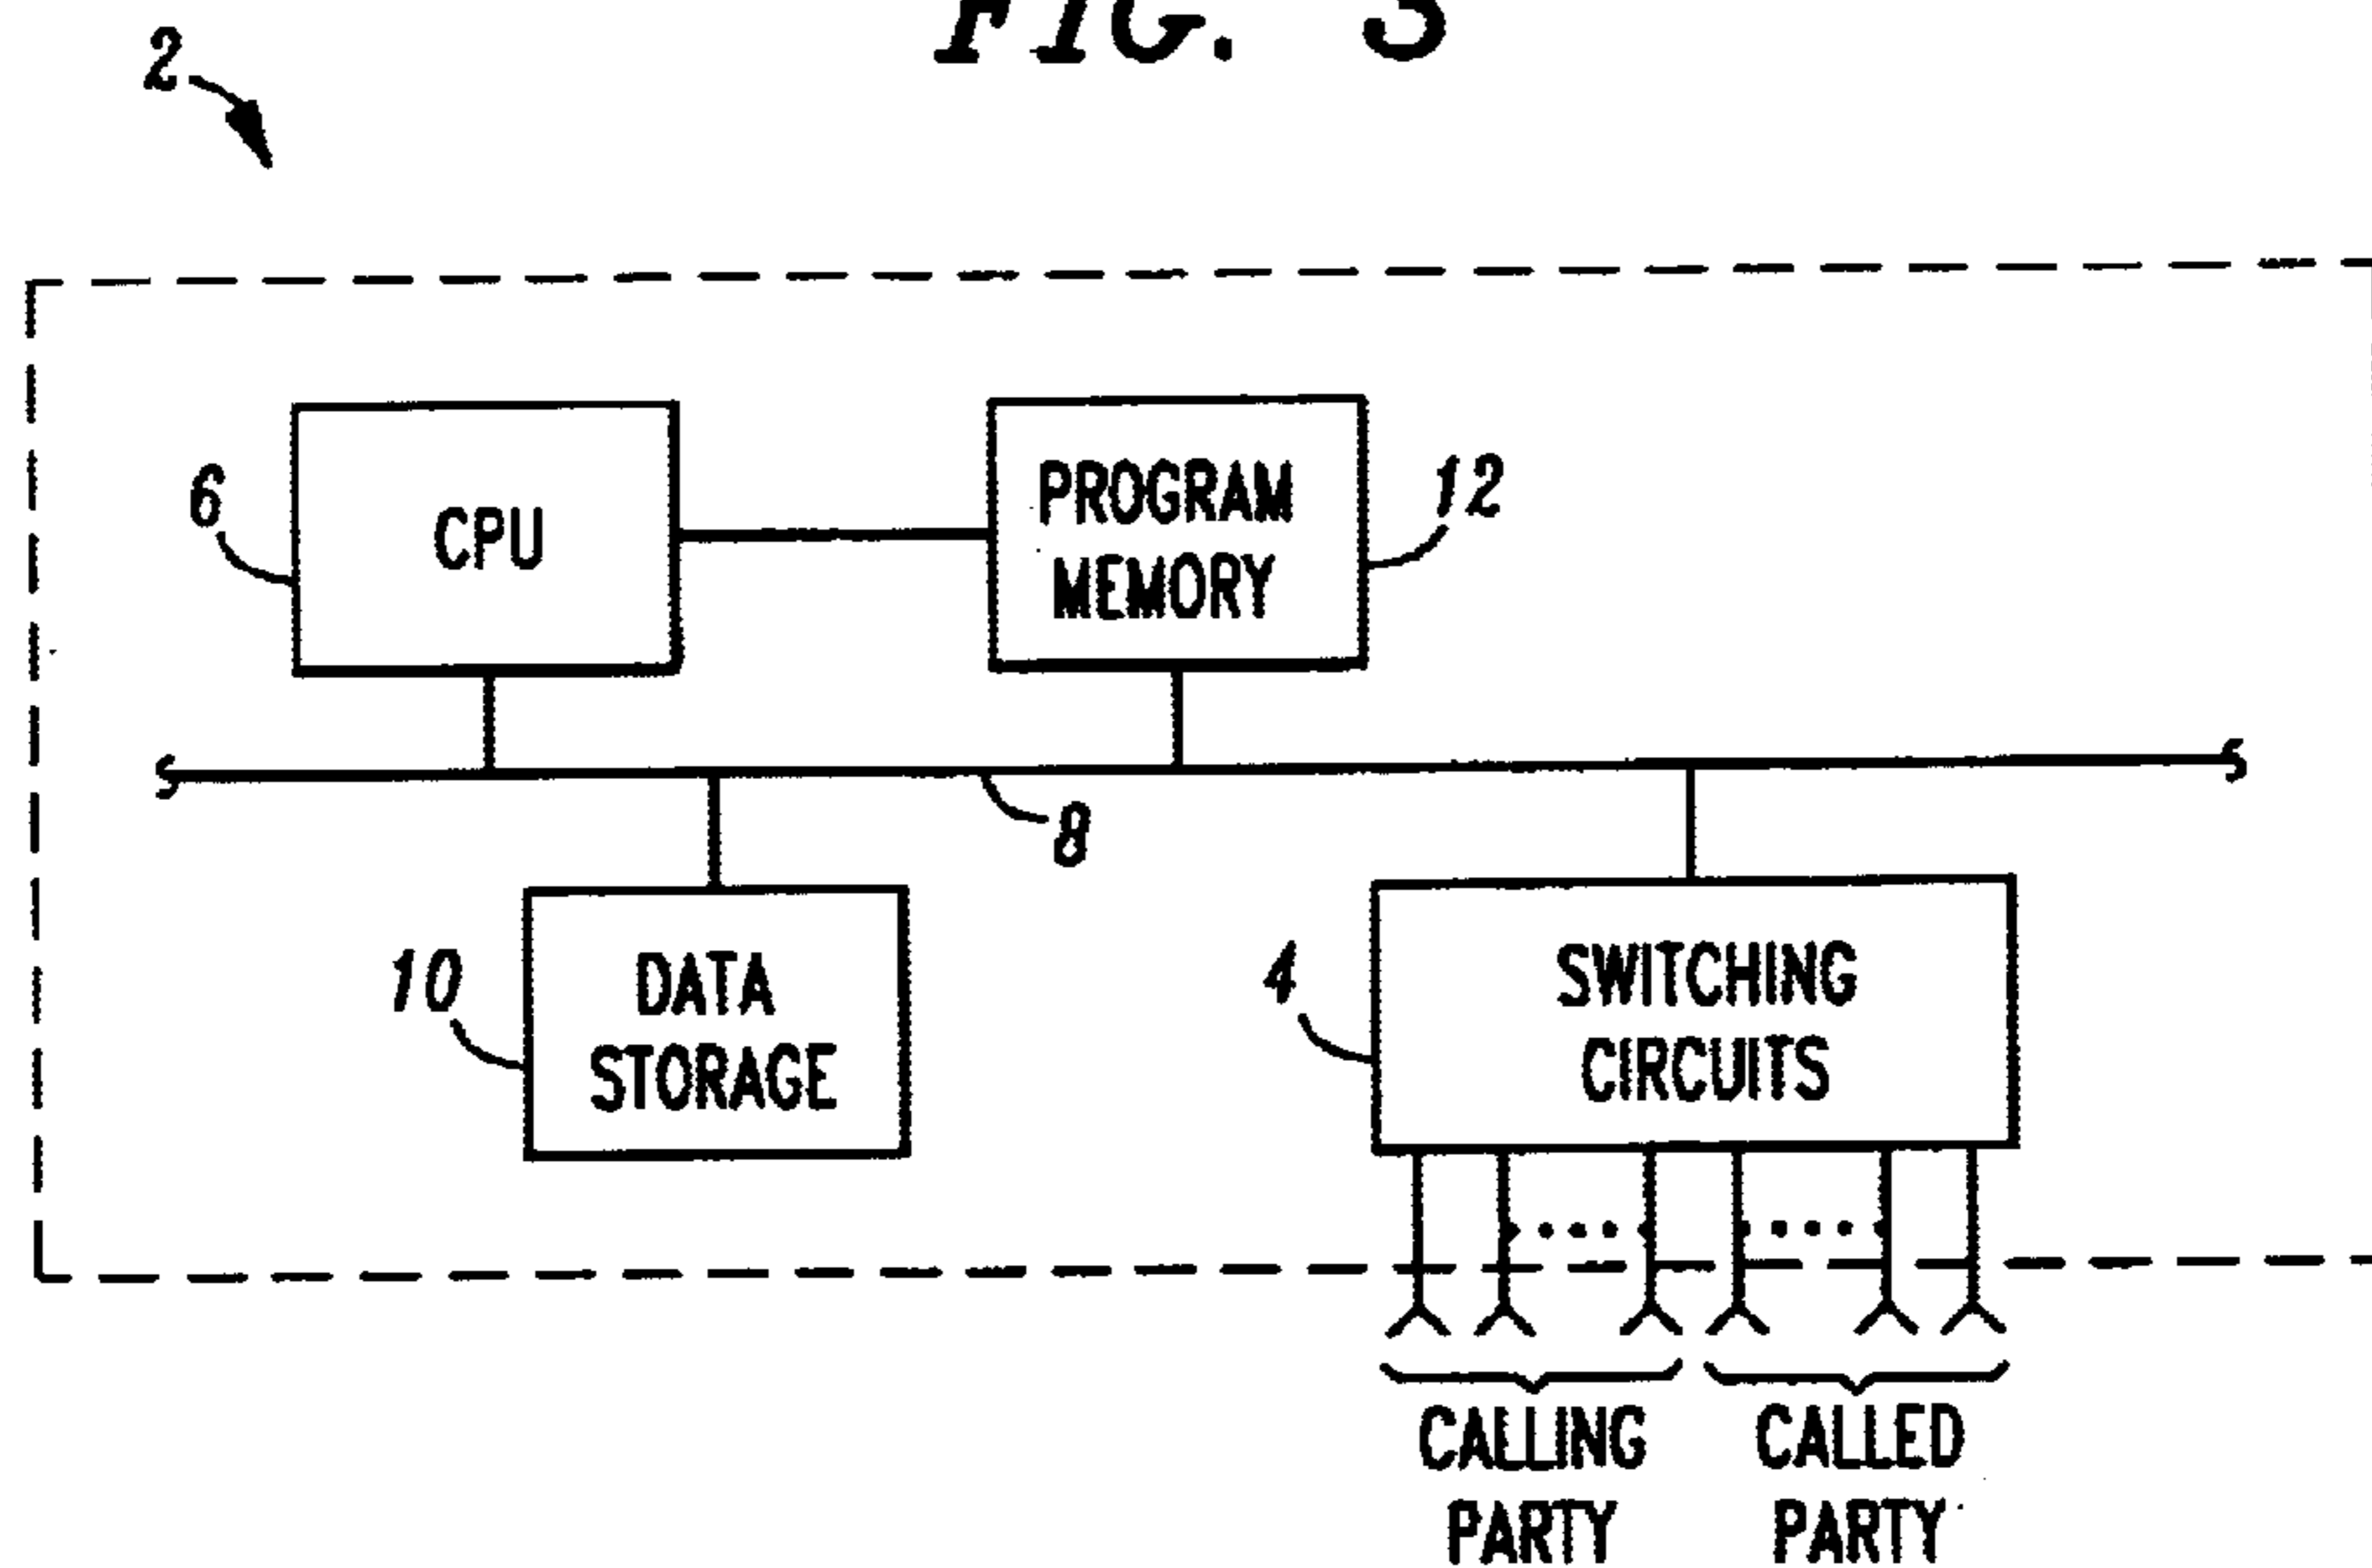 FIG. 3
2
CPU
6
PROGRAM
MEMORY
12
8
DATA
STORAGE
10
SWITCHING
CIRCUITS
4
CALLING
PARTY
CALLED
PARTY